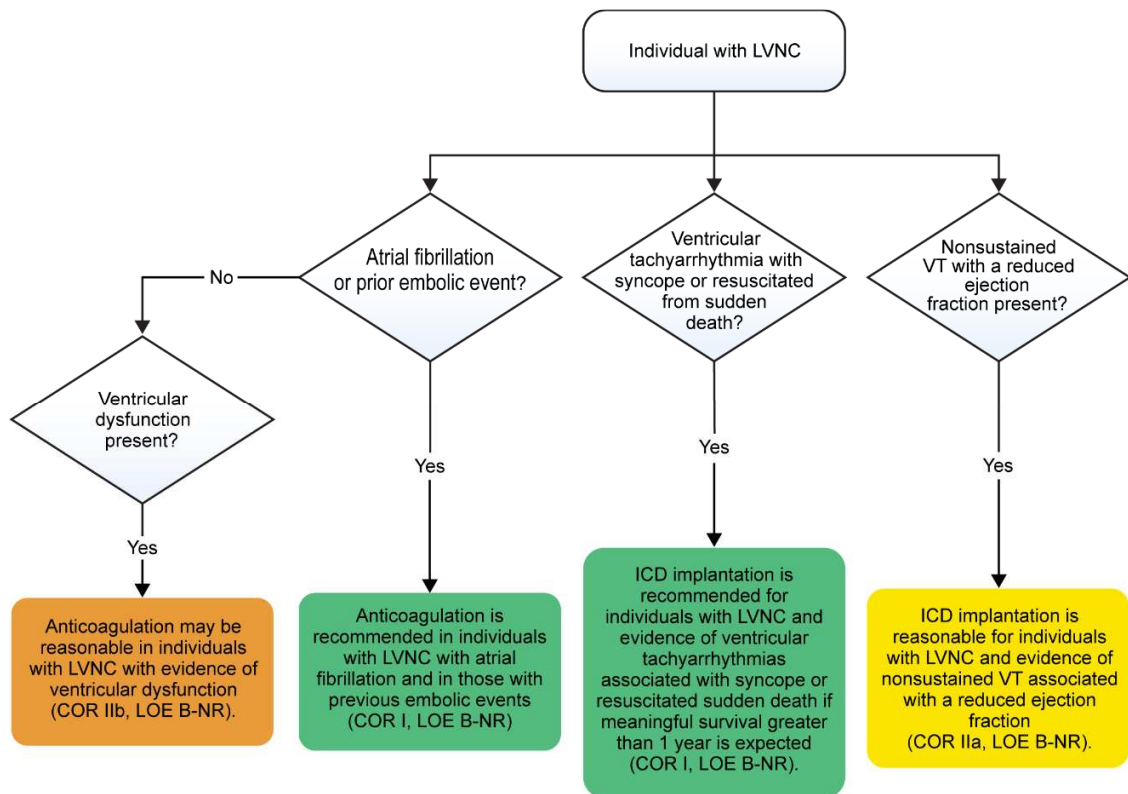 Individual with LVNC
Atrial fibrillation
or prior embolic event?
Ventricular
tachyarrhythmia with
syncope or resuscitated
from sudden
death?
Nonsustained
VT with a reduced
ejection
fraction present?
No
Ventricular
dysfunction
present?
Yes
Yes
Yes
Yes
Anticoagulation may be
reasonable in individuals
with LVNC with evidence of
ventricular dysfunction
(COR IIb, LOE B-NR).
Anticoagulation is
recommended in individuals
with LVNC with atrial
fibrillation and in those with
previous embolic events
(COR I, LOE B-NR)
ICD implantation is
recommended for
individuals with LVNC and
evidence of ventricular
tachyarrhythmias
associated with syncope or
resuscitated sudden death if
meaningful survival greater
than 1 year is expected
(COR I, LOE B-NR).
ICD implantation is
reasonable for individuals
with LVNC and evidence of
nonsustained VT associated
with a reduced ejection
fraction
(COR IIa, LOE B-NR).